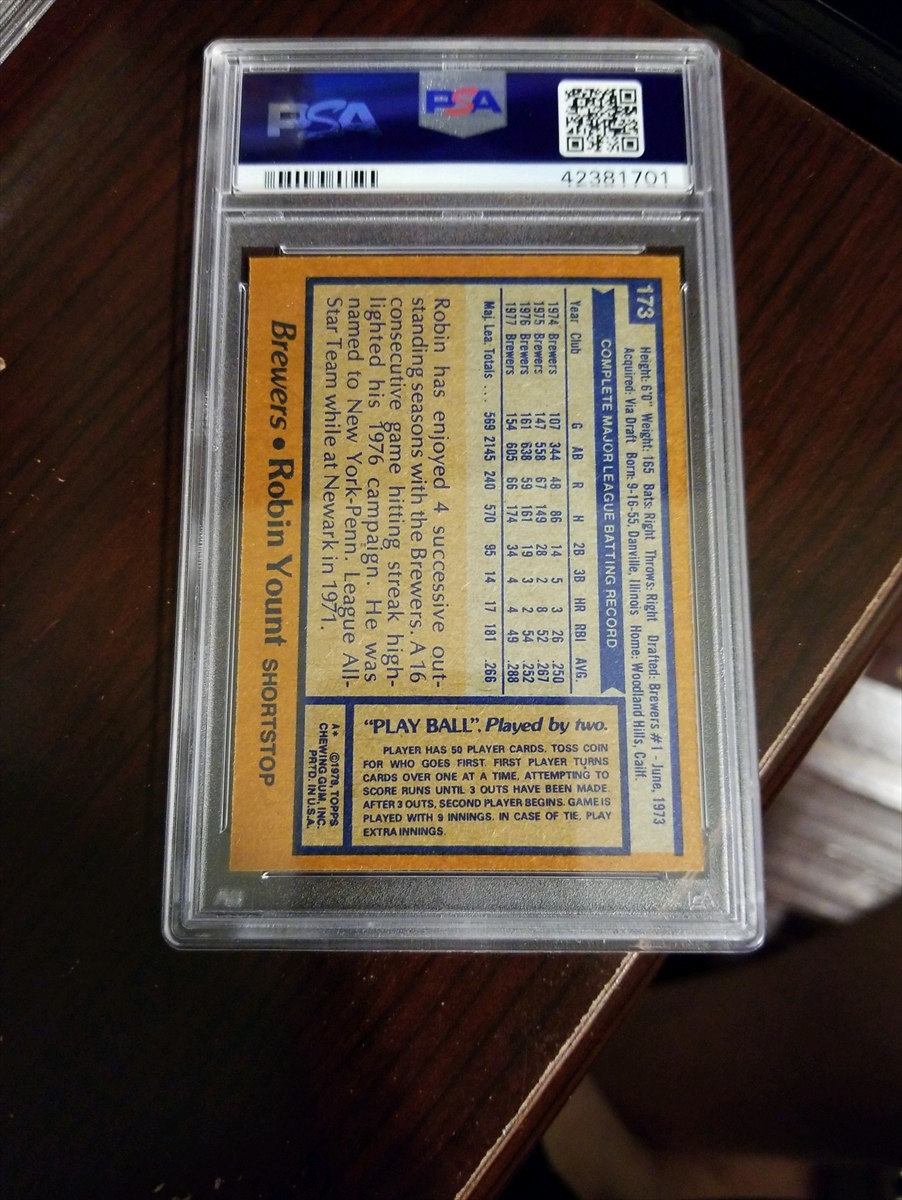 PSA
PSA
42381701
173
Height: 6'0" Weight: 165 Bats: Right Throws: Right Drafted: Brewers #1 - June, 1973
Acquired: Via Draft Born: 9-16-55, Danville, Illinois Home: Woodland Hills, Calif.
COMPLETE MAJOR LEAGUE BATTING RECORD
Year Club G AB R H 2B 3B HR RBI AVG.
1974 Brewers 107 344 48 86 14 5 3 26 .250
1975 Brewers 147 558 67 149 28 2 8 52 .267
1976 Brewers 161 638 59 161 19 3 2 54 .252
1977 Brewers 154 605 66 174 34 4 4 49 .288
Maj. Lea. Totals .... 569 2145 240 570 95 14 17 181 .266
Robin has enjoyed 4 successive out-
standing seasons with the Brewers. A 16
consecutive game hitting streak high-
lighted his 1976 campaign. He was
named to New York-Penn. League All-
Star Team while at Newark in 1971.
"PLAY BALL". Played by two.
PLAYER HAS 50 PLAYER CARDS. TOSS COIN
FOR WHO GOES FIRST. FIRST PLAYER TURNS
CARDS OVER ONE AT A TIME, ATTEMPTING TO
SCORE RUNS UNTIL 3 OUTS HAVE BEEN MADE.
AFTER 3 OUTS, SECOND PLAYER BEGINS. GAME IS
PLAYED WITH 9 INNINGS. IN CASE OF TIE, PLAY
EXTRA INNINGS.
A* ©1978, TOPPS
CHEWING GUM, INC.
PRTD. IN U.S.A.
Brewers • Robin Yount SHORTSTOP